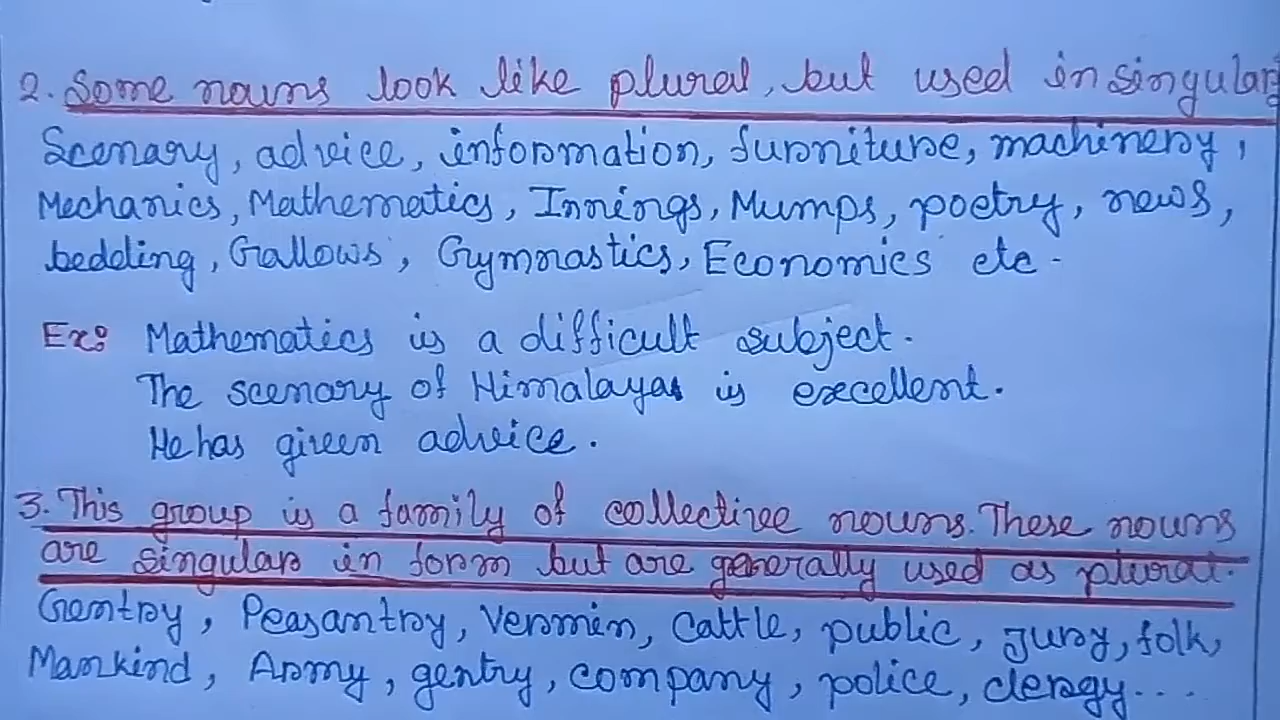 2. Some nouns look like plural, but used in singular
Scenary, advice, information, furniture, machinery,
Mechanics, Mathematics, Innings, Mumps, poetry, news,
bedding, Gallows, Gymnastics, Economics etc.
Ex: Mathematics is a difficult subject.
The scenary of Himalayas is excellent.
He has given advice.
3. This group is a family of collective nouns. These nouns
are singular in form but are generally used as plural.
Gentry, Peasantry, Vermin, Cattle, public, jury, folk,
Mankind, Army, gentry, company, police, clergy....